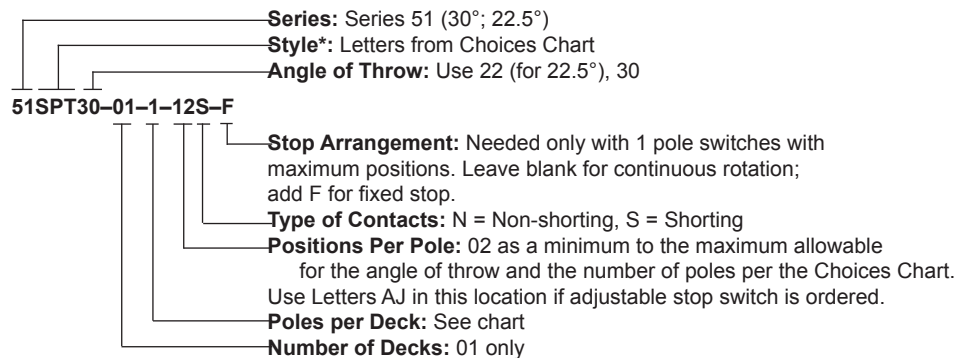 Series: Series 51 (30°; 22.5°)
Style*: Letters from Choices Chart
Angle of Throw: Use 22 (for 22.5°), 30
51SPT30–01–1–12S–F
Stop Arrangement: Needed only with 1 pole switches with
maximum positions. Leave blank for continuous rotation;
add F for fixed stop.
Type of Contacts: N = Non-shorting, S = Shorting
Positions Per Pole: 02 as a minimum to the maximum allowable
for the angle of throw and the number of poles per the Choices Chart.
Use Letters AJ in this location if adjustable stop switch is ordered.
Poles per Deck: See chart
Number of Decks: 01 only